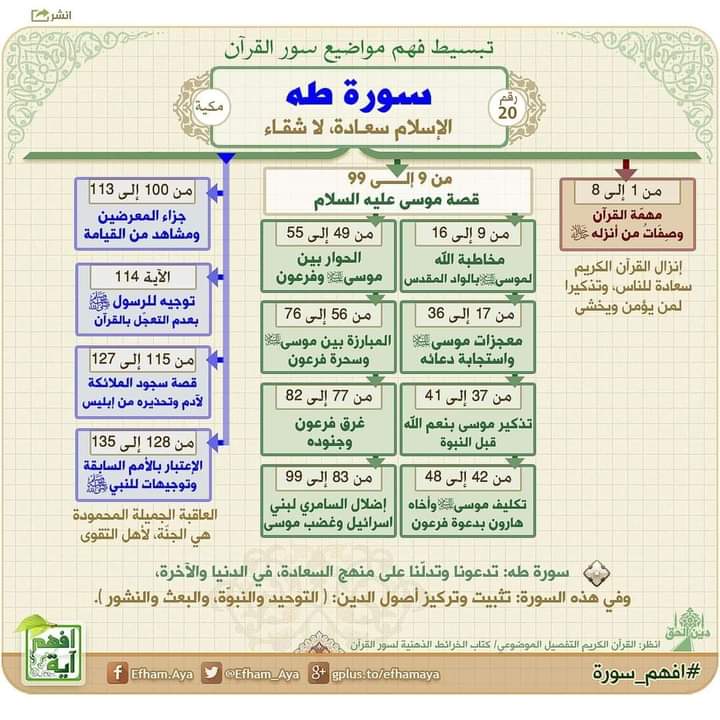 انشر
تبسيط فهم مواضيع سور القرآن
رقم
20
سورة طه
مكية
الإسلام سعادة، لا شقاء
من 1 إلى 8
مهمّة القرآن
وصِفاتُ من أنزله ﷻ
إنزال القرآن الكريم
سعادة للناس، وتذكيرا
لمن يؤمن ويخشى
من 9 إلى 99
قصة موسى عليه السلام
من 9 إلى 16
مخاطبة الله
لموسى ﷺ بالواد المقدس
من 17 إلى 36
معجزات موسى ﷺ
واستجابة دعائه
من 37 إلى 41
تذكير موسى بنعم الله
قبل النبوة
من 42 إلى 48
تكليف موسى ﷺ وأخاه
هارون بدعوة فرعون
من 49 إلى 55
الحوار بين
موسى ﷺ وفرعون
من 56 إلى 76
المبارزة بين موسى ﷺ
وسحرة فرعون
من 77 إلى 82
غرق فرعون
وجنوده
من 83 إلى 99
إضلال السامري لبني
اسرائيل وغضب موسى
من 100 إلى 113
جزاء المعرضين
ومشاهد من القيامة
الآية 114
توجيه للرسول ﷺ
بعدم التعجّل بالقرآن
من 115 إلى 127
قصة سجود الملائكة
لآدم وتحذيره من إبليس
من 128 إلى 135
الإعتبار بالأمم السابقة
وتوجيهات للنبي ﷺ
العاقبة الجميلة المحمودة
هي الجنّة، لأهل التقوى
سورة طه: تدعونا وتدلّنا على منهج السعادة، في الدنيا والآخرة،
وفي هذه السورة: تثبيت وتركيز أصول الدين: ( التوحيد والنبوّة، والبعث والنشور ).
دين الحق
انظر: القرآن الكريم التفصيل الموضوعي/ كتاب الخرائط الذهنية لسور القرآن
#افهم_سورة
gplus.to/efhamaya
@Efham_Aya
Efham.Aya
افهم
آية